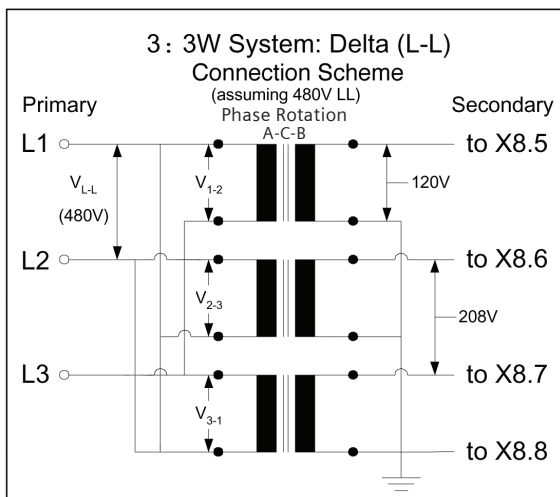 3: 3W System: Delta (L-L)
Connection Scheme
(assuming 480V LL)
Primary
Phase Rotation
Secondary
A-C-B
L1
to X8.5
V1-2
120V
VL-L
(480V)
L2
to X8.6
V2-3
208V
L3
to X8.7
V3-1
to X8.8